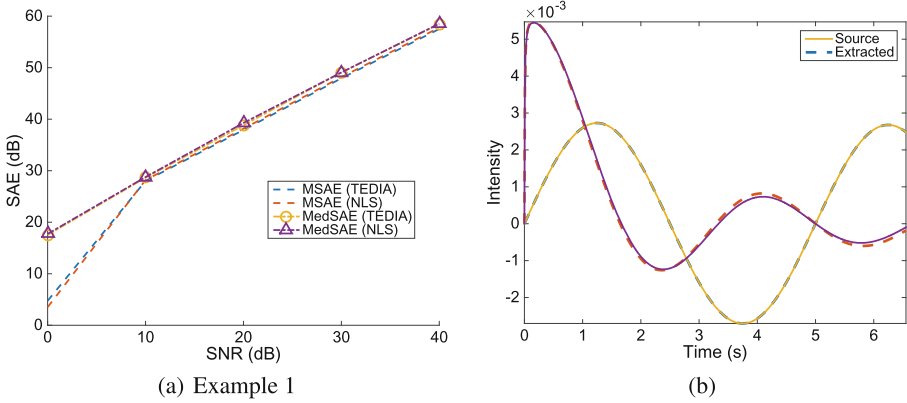 60
50
40
30
20
10
0
SAE (dB)
0 10 20 30 40
SNR (dB)
MSAE (TEDIA)
MSAE (NLS)
MedSAE (TEDIA)
MedSAE (NLS)
(a) Example 1
×10⁻³
5
4
3
2
1
0
-1
-2
Intensity
0 1 2 3 4 5 6
Time (s)
Source
Extracted
(b)